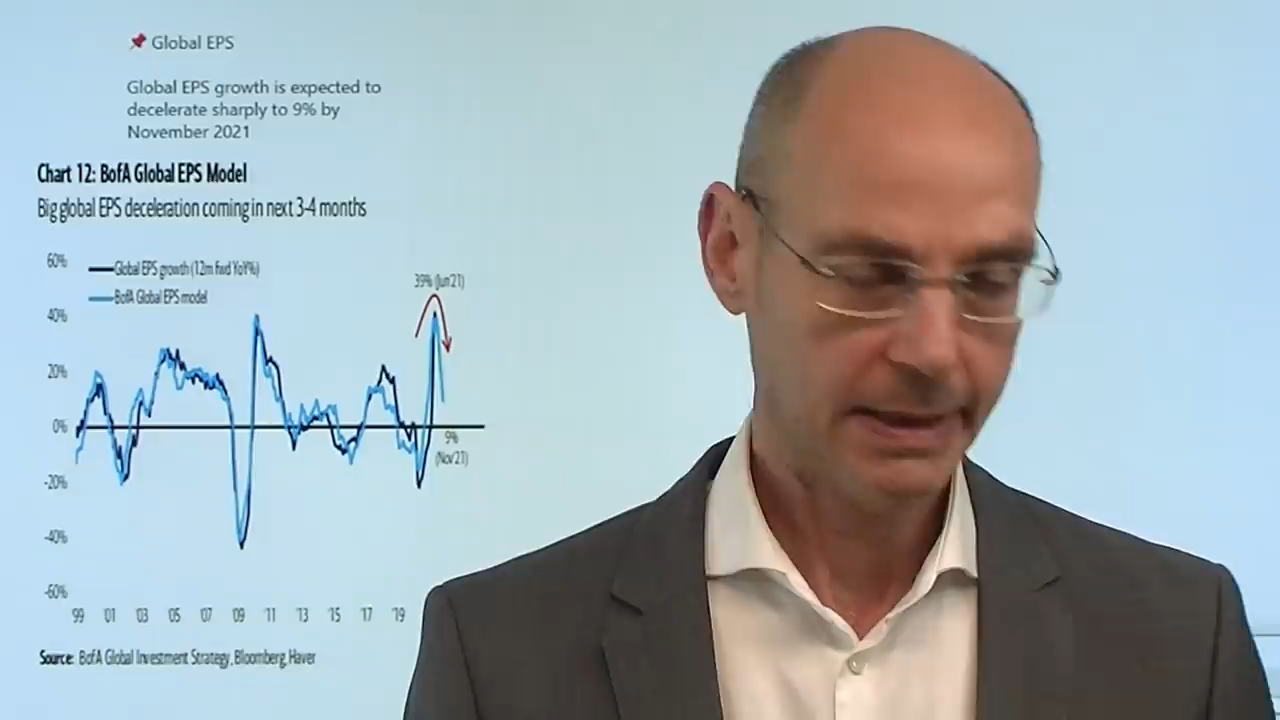 Global EPS
Global EPS growth is expected to
decelerate sharply to 9% by
November 2021
Chart 12: BofA Global EPS Model
Big global EPS deceleration coming in next 3-4 months
60%
Global EPS growth (12m fwd YoY%)
BofA Global EPS model
39% (Jun'21)
40%
20%
0%
9%
(Nov'21)
-20%
-40%
-60%
'99 '01 '03 '05 '07 '09 '11 '13 '15 '17 '19
Source: BofA Global Investment Strategy, Bloomberg, Haver